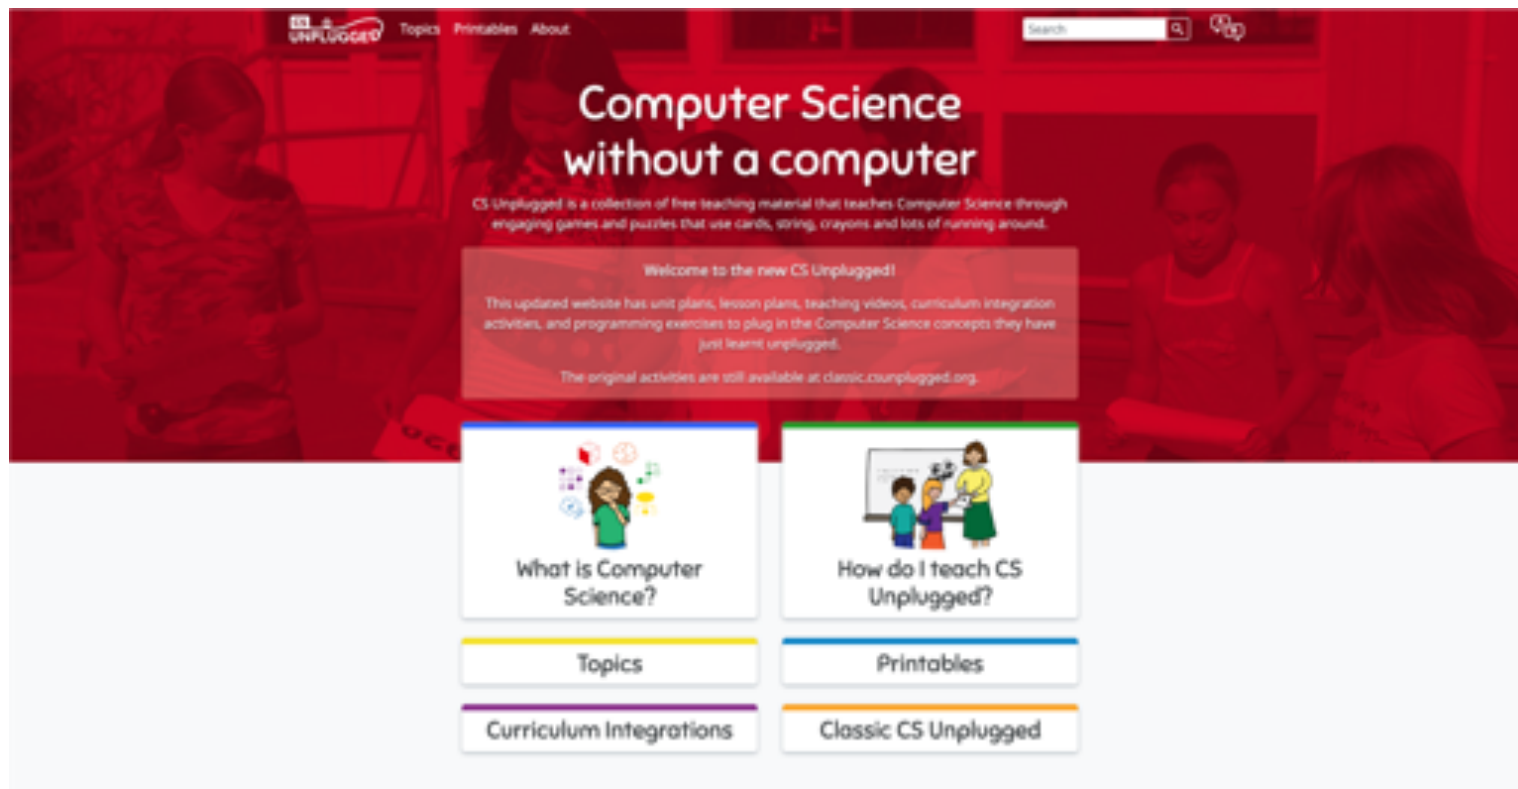 CS
UNPLUGGED
Topics Printables About
Search
Computer Science
without a computer
CS Unplugged is a collection of free teaching material that teaches Computer Science through
engaging games and puzzles that use cards, string, crayons and lots of running around.
Welcome to the new CS Unplugged!
This updated website has unit plans, lesson plans, teaching videos, curriculum integration
activities, and programming exercises to plug in the Computer Science concepts they have
just learnt unplugged.
The original activities are still available at classic.csunplugged.org.
What is Computer
Science?
How do I teach CS
Unplugged?
Topics
Printables
Curriculum Integrations
Classic CS Unplugged